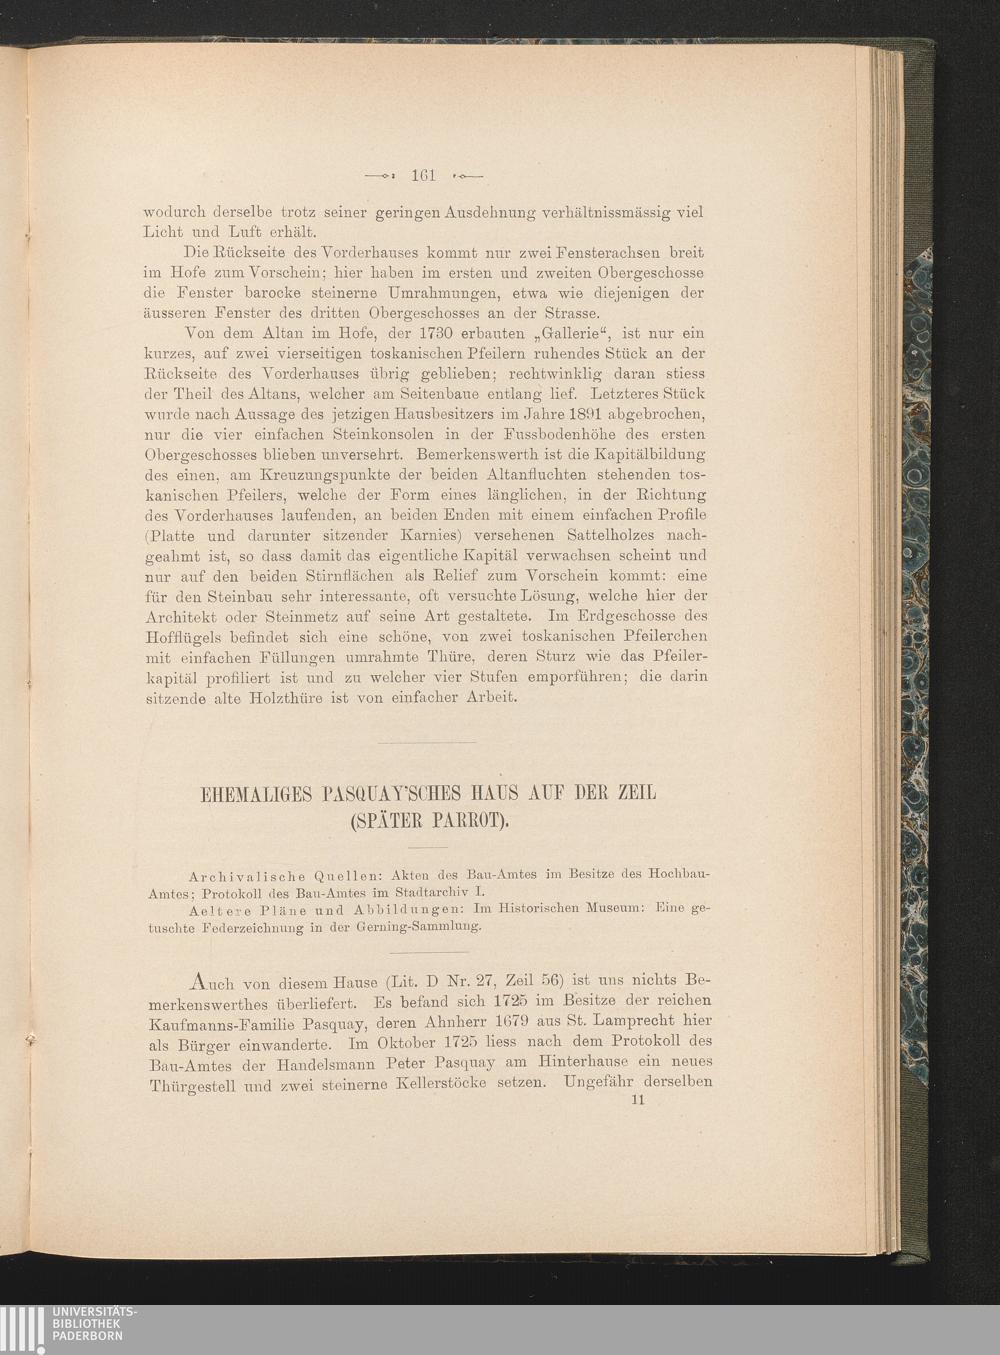 161
wodurch derselbe trotz seiner geringen Ausdehnung verhältnissmässig viel
Licht und Luft erhält.
Die Rückseite des Vorderhauses kommt nur zwei Fensterachsen breit
im Hofe zum Vorschein; hier haben im ersten und zweiten Obergeschosse
die Fenster barocke steinerne Umrahmungen, etwa wie diejenigen der
äusseren Fenster des dritten Obergeschosses an der Strasse.
Von dem Altan im Hofe, der 1730 erbauten „Gallerie“, ist nur ein
kurzes, auf zwei vierseitigen toskanischen Pfeilern ruhendes Stück an der
Rückseite des Vorderhauses übrig geblieben; rechtwinklig daran stiess
der Theil des Altans, welcher am Seitenbaue entlang lief. Letzteres Stück
wurde nach Aussage des jetzigen Hausbesitzers im Jahre 1891 abgebrochen,
nur die vier einfachen Steinkonsolen in der Fussbodenhöhe des ersten
Obergeschosses blieben unversehrt. Bemerkenswerth ist die Kapitälbildung
des einen, am Kreuzungspunkte der beiden Altanfluchten stehenden tos-
kanischen Pfeilers, welche der Form eines länglichen, in der Richtung
des Vorderhauses laufenden, an beiden Enden mit einem einfachen Profile
(Platte und darunter sitzender Karnies) versehenen Sattelholzes nach-
geahmt ist, so dass damit das eigentliche Kapitäl verwachsen scheint und
nur auf den beiden Stirnflächen als Relief zum Vorschein kommt: eine
für den Steinbau sehr interessante, oft versuchte Lösung, welche hier der
Architekt oder Steinmetz auf seine Art gestaltete. Im Erdgeschosse des
Hofflügels befindet sich eine schöne, von zwei toskanischen Pfeilerchen
mit einfachen Füllungen umrahmte Thüre, deren Sturz wie das Pfeiler-
kapitäl profiliert ist und zu welcher vier Stufen emporführen; die darin
sitzende alte Holzthüre ist von einfacher Arbeit.
EHEMALIGES PASQUAY'SCHES HAUS AUF DER ZEIL
(SPÄTER PARROT).
Archivalische Quellen: Akten des Bau-Amtes im Besitze des Hochbau-
Amtes; Protokoll des Bau-Amtes im Stadtarchiv I.
Aeltere Pläne und Abbildungen: Im Historischen Museum: Eine ge-
tuschte Federzeichnung in der Gerning-Sammlung.
Auch von diesem Hause (Lit. D Nr. 27, Zeil 56) ist uns nichts Be-
merkenswerthes überliefert. Es befand sich 1725 im Besitze der reichen
Kaufmanns-Familie Pasquay, deren Ahnherr 1679 aus St. Lamprecht hier
als Bürger einwanderte. Im Oktober 1725 liess nach dem Protokoll des
Bau-Amtes der Handelsmann Peter Pasquay am Hinterhause ein neues
Thürgestell und zwei steinerne Kellerstöcke setzen. Ungefähr derselben
11
UNIVERSITÄTS-
BIBLIOTHEK
PADERBORN